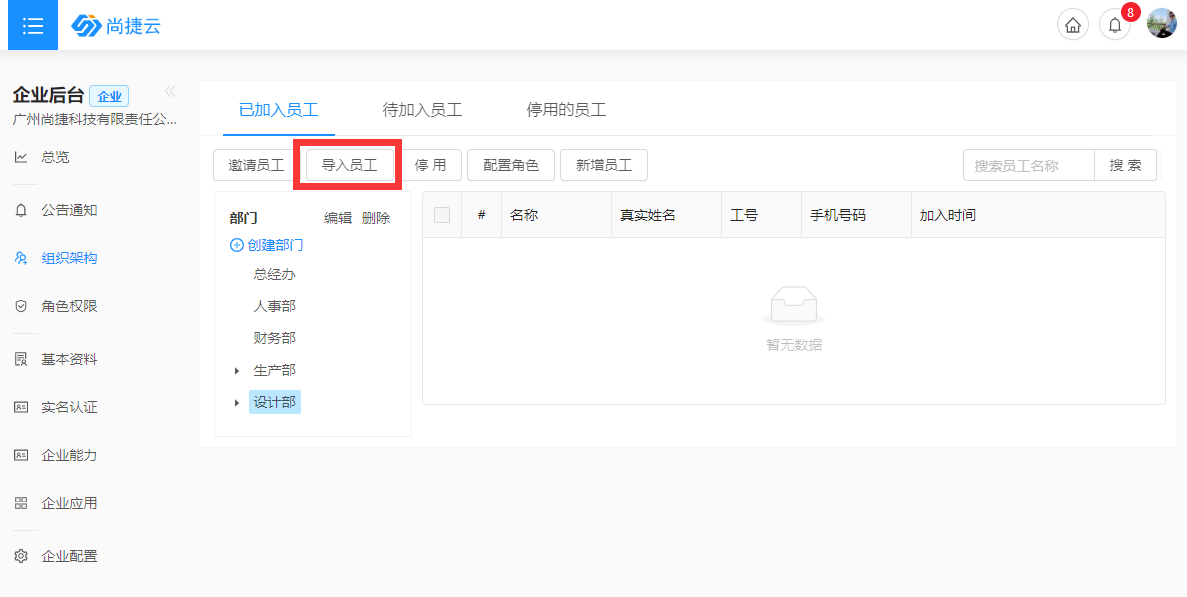 尚捷云
8
企业后台 企业
广州尚捷科技有限责任公...
总览
公告通知
组织架构
角色权限
基本资料
实名认证
企业能力
企业应用
企业配置
已加入员工 待加入员工 停用的员工
邀请员工 导入员工 停 用 配置角色 新增员工 搜索员工名称 搜 索
部门 编辑 删除
创建部门
总经办
人事部
财务部
生产部
设计部
# 名称 真实姓名 工号 手机号码 加入时间
暂无数据